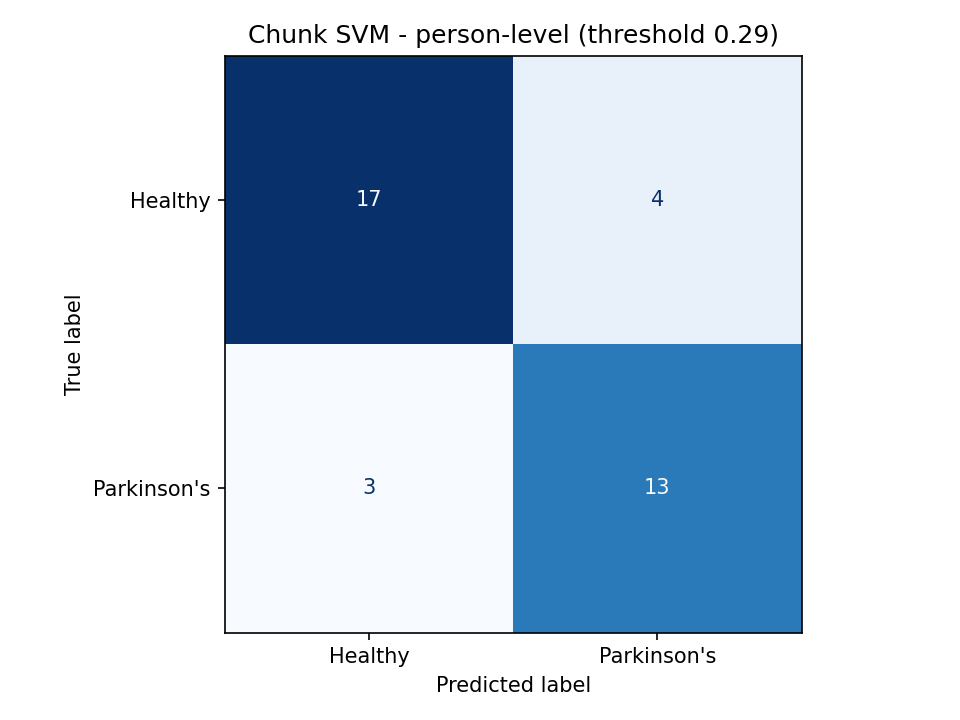 Chunk SVM - person-level (threshold 0.29)
Healthy
17
4
True label
Parkinson's
3
13
Healthy
Parkinson's
Predicted label